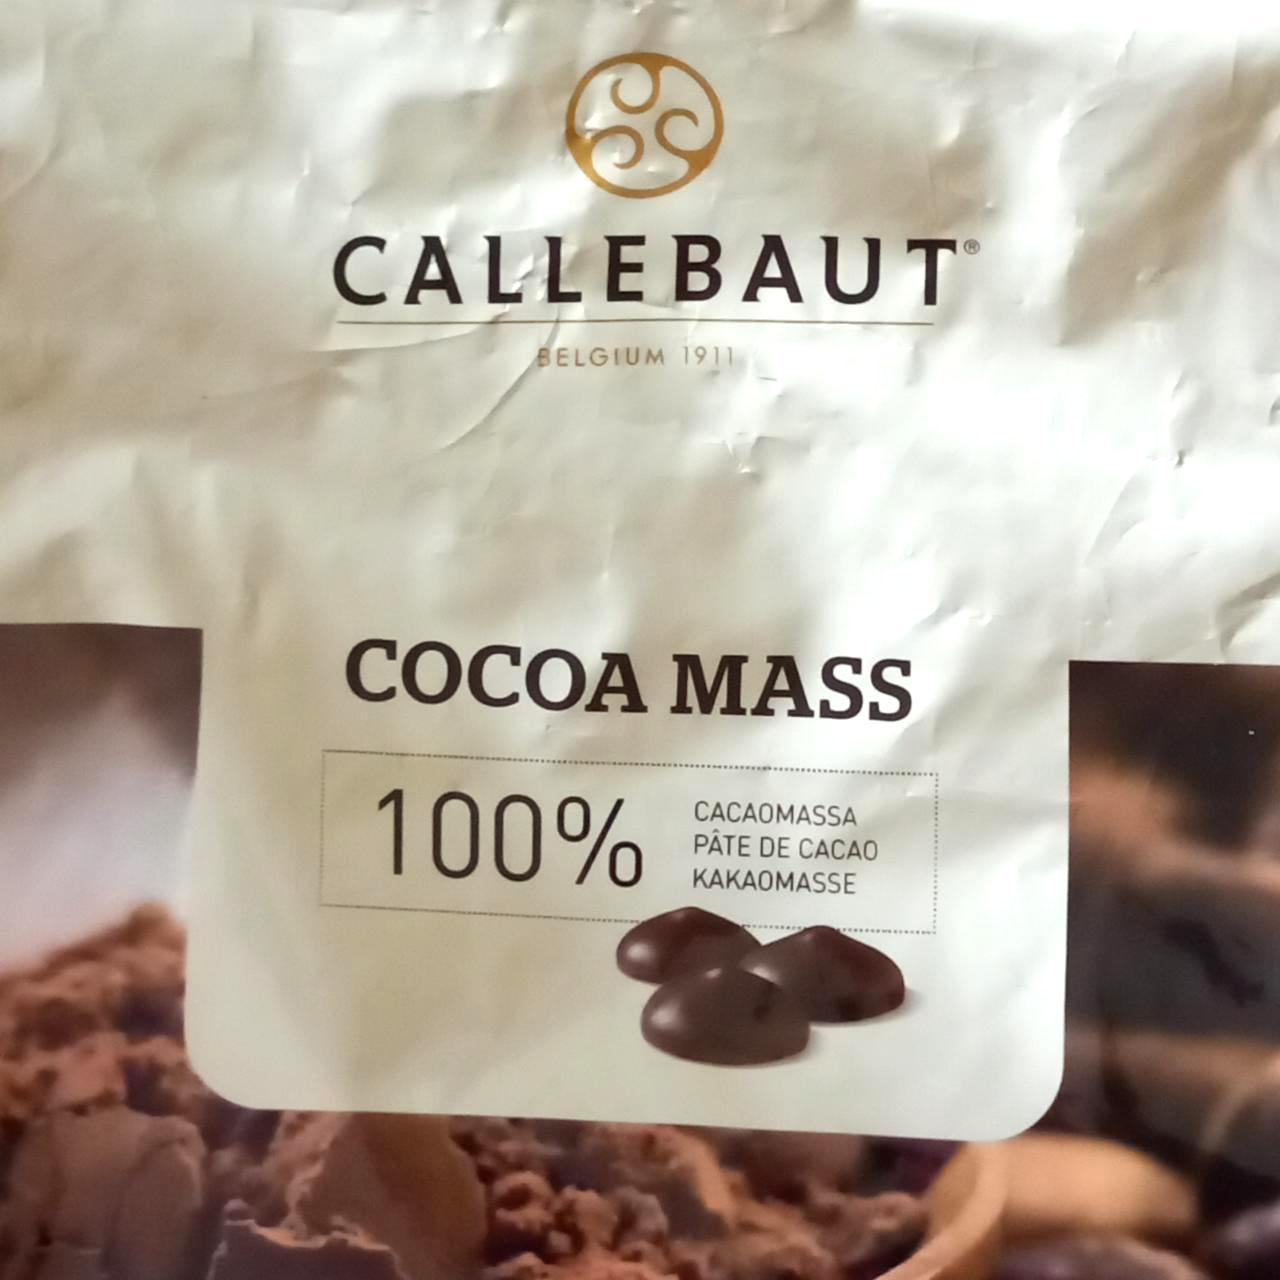 CALLEBAUT®
BELGIUM 1911
COCOA MASS
100%
CACAOMASSA
PÂTE DE CACAO
KAKAOMASSE